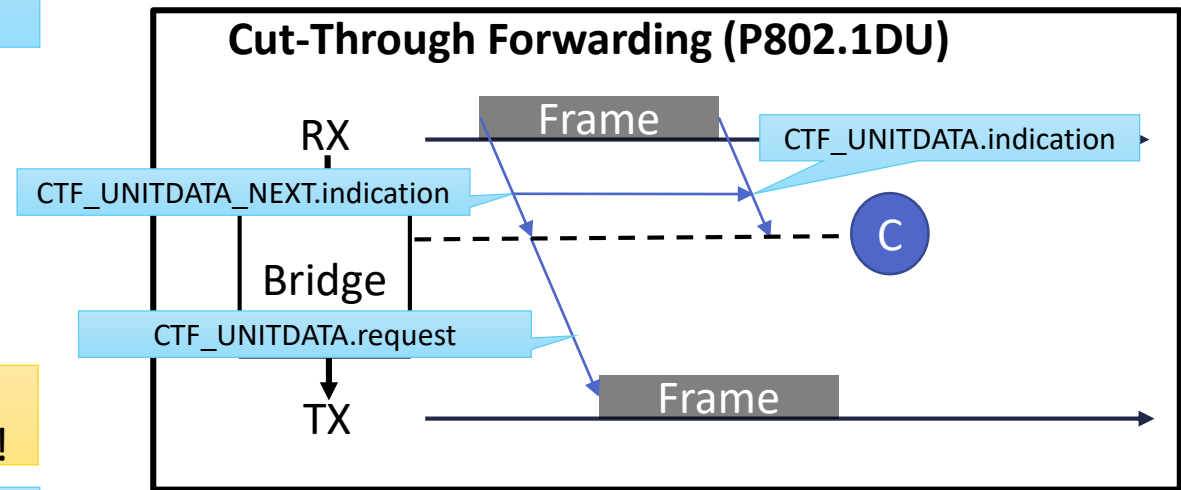 Cut-Through Forwarding (P802.1DU)
Frame
RX
CTF_UNITDATA.indication
CTF_UNITDATA_NEXT.indication
C
Bridge
CTF_UNITDATA.request
Frame
TX
!